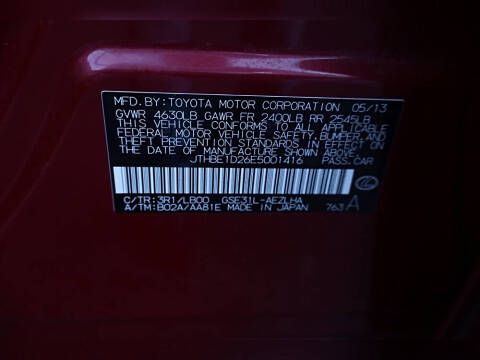 MFD. BY: TOYOTA MOTOR CORPORATION 05/13
GVWR 4630LB GAWR FR 2400LB RR 2545LB
THIS VEHICLE CONFORMS TO ALL APPLICABLE
FEDERAL MOTOR VEHICLE SAFETY, BUMPER, AND
THEFT PREVENTION STANDARDS IN EFFECT ON
THE DATE OF MANUFACTURE SHOWN ABOVE.
JTHBE1D26E5001416 PASS. CAR
C/TR: 3R1/LB00 GSE31L-AEZLHA
A/TM: B02A/AA81E MADE IN JAPAN 763 A